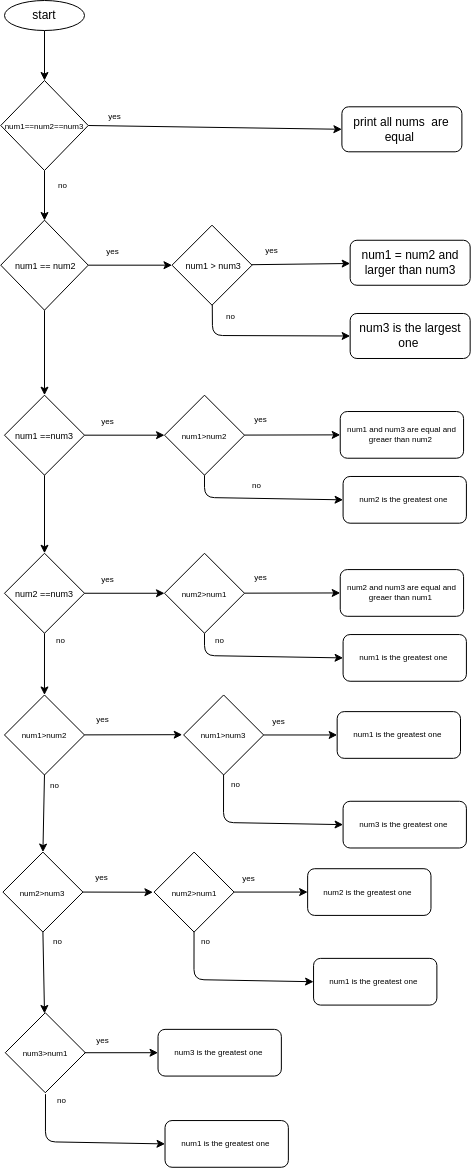 start
num1==num2==num3
yes
print all nums are
equal
no
num1 == num2
yes
num1 > num3
yes
num1 = num2 and
larger than num3
no
num3 is the largest
one
num1 ==num3
yes
num1>num2
yes
num1 and num3 are equal and
greaer than num2
no
num2 is the greatest one
num2 ==num3
yes
num2>num1
yes
num2 and num3 are equal and
greaer than num1
no
no
num1 is the greatest one
num1>num2
yes
num1>num3
yes
num1 is the greatest one
no
no
num3 is the greatest one
num2>num3
yes
num2>num1
yes
num2 is the greatest one
no
no
num1 is the greatest one
num3>num1
yes
num3 is the greatest one
no
num1 is the greatest one